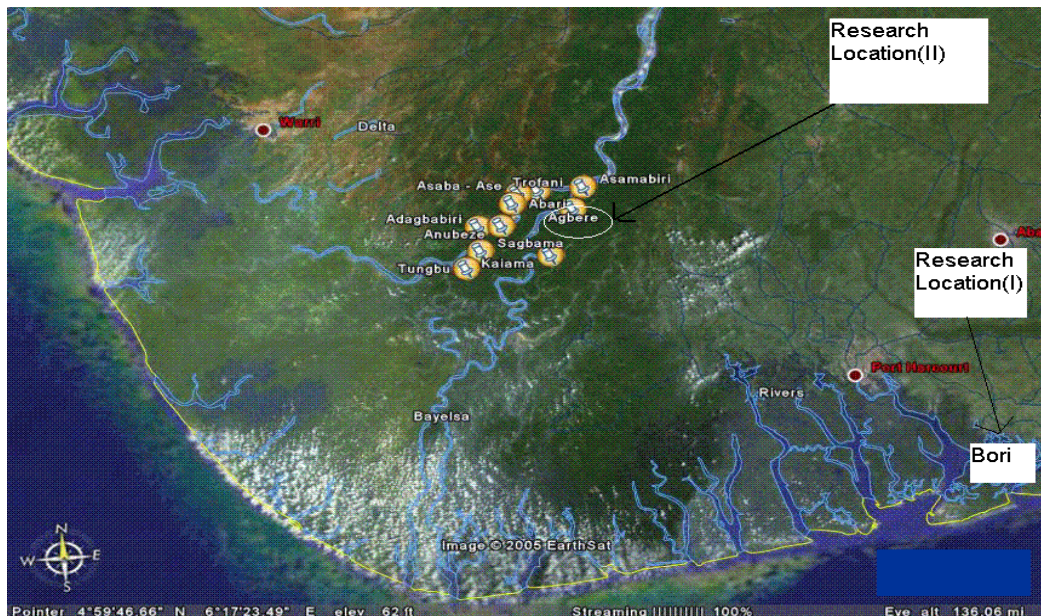 Research
Location(II)
Warri
Delta
Asaba - Ase
Trofani
Asamabiri
Abari
Adagbabiri
Agbere
Anubeze
Sagbama
Tungbu
Kaiama
Aba
Research
Location(I)
Port Harcourt
Rivers
Bayelsa
Bori
N
W
E
S
Image © 2005 EarthSat
Pointer 4°59'46.66" N 6°17'23.49" E elev 62 ft Streaming |||||||||| 100% Eye alt 136.06 mi